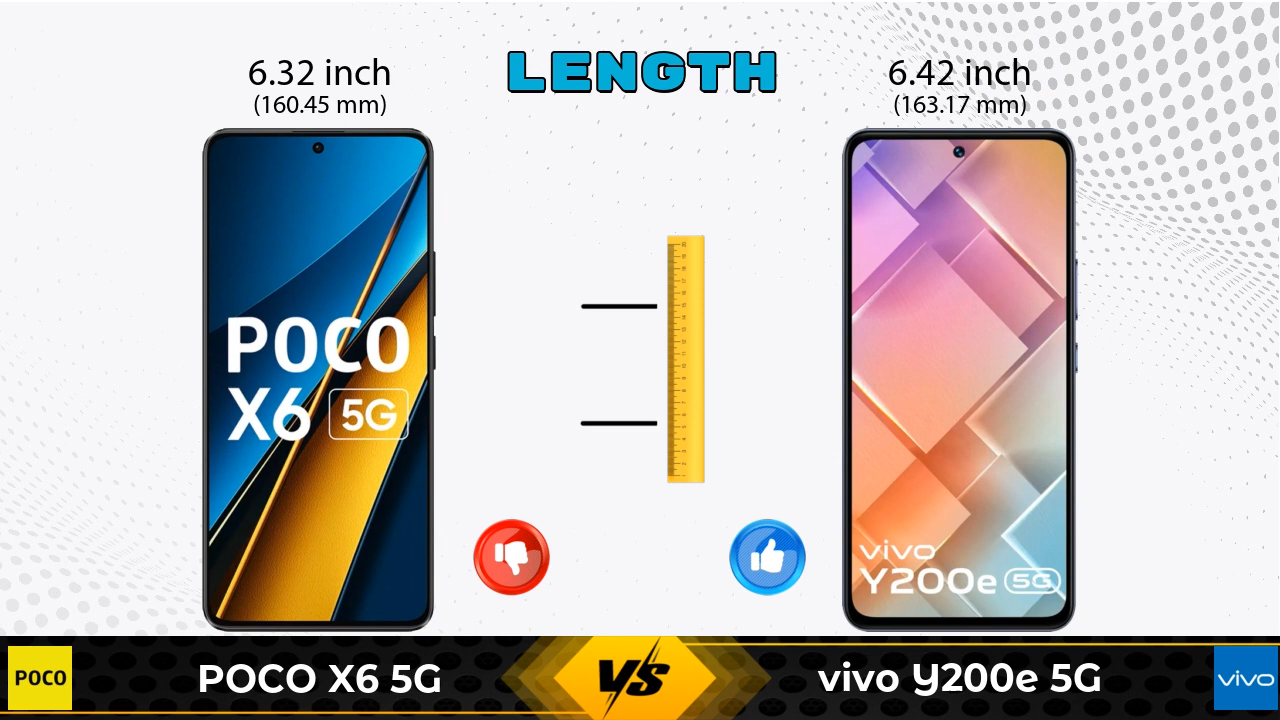 LENGTH
6.32 inch
(160.45 mm)
6.42 inch
(163.17 mm)
POCO
X6 5G
vivo
Y200e 5G
POCO
POCO X6 5G
VS
vivo Y200e 5G
vivo